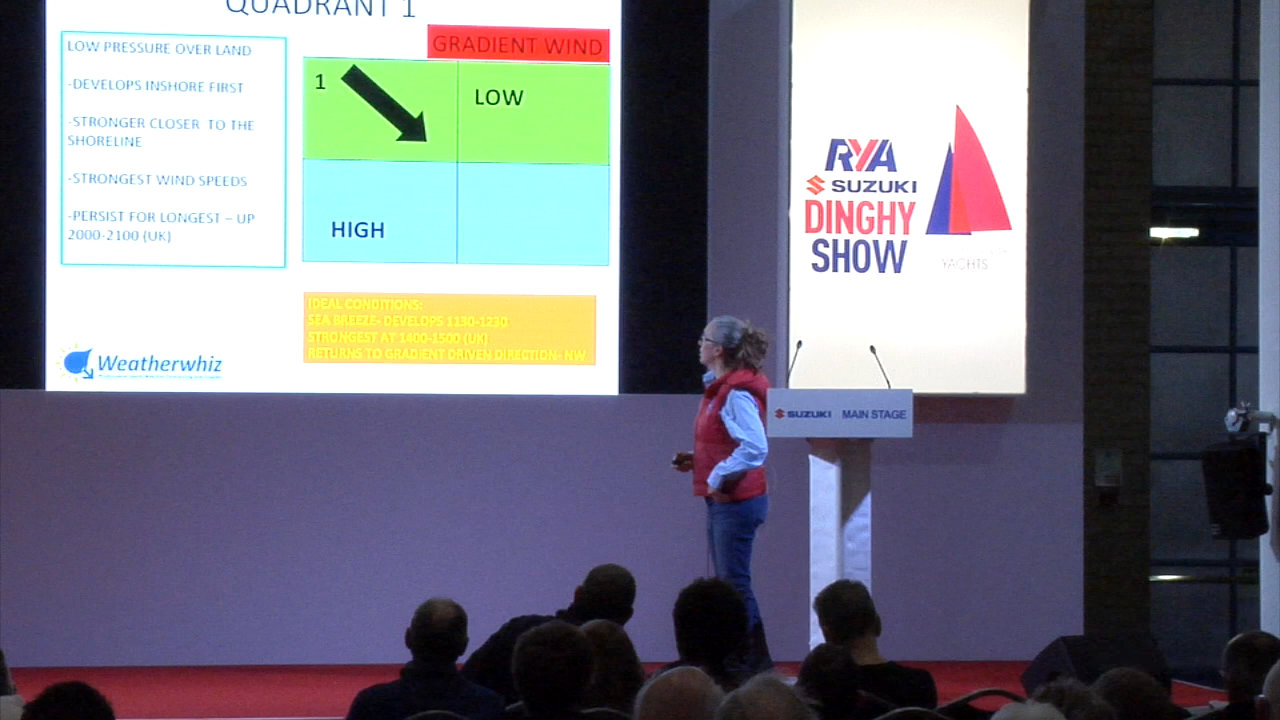 QUADRANT 1
LOW PRESSURE OVER LAND
-DEVELOPS INSHORE FIRST
-STRONGER CLOSER TO THE
SHORELINE
-STRONGEST WIND SPEEDS
-PERSIST FOR LONGEST – UP
2000-2100 (UK)
GRADIENT WIND
1
LOW
HIGH
IDEAL CONDITIONS:
SEA BREEZE- DEVELOPS 1130-1230
STRONGEST AT 1400-1500 (UK)
RETURNS TO GRADIENT DRIVEN DIRECTION- NW
Weatherwhiz
RYA
SUZUKI
DINGHY
SHOW
YACHTS
SUZUKI MAIN STAGE